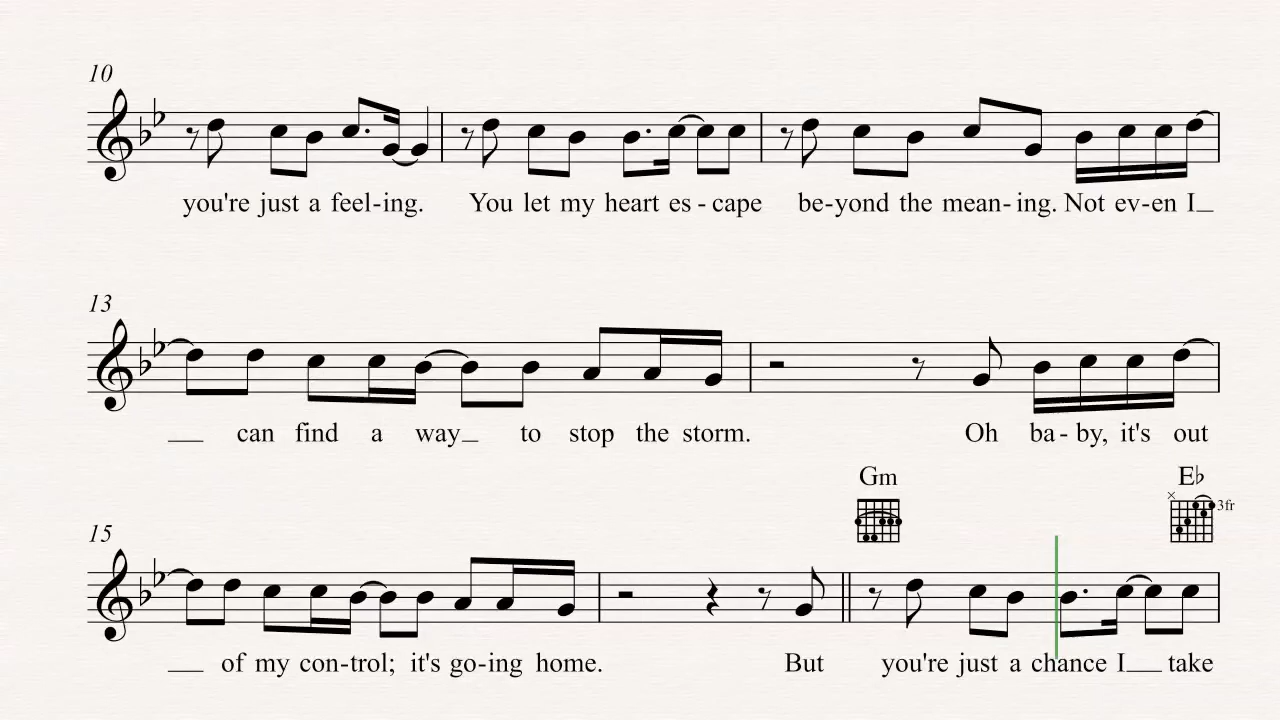 10
you're just a feel-ing. You let my heart es - cape be-yond the mean- ing. Not ev-en I
13
can find a way to stop the storm. Oh ba - by, it's out
Gm E♭
3fr
15
of my con-trol; it's go-ing home. But you're just a chance I take